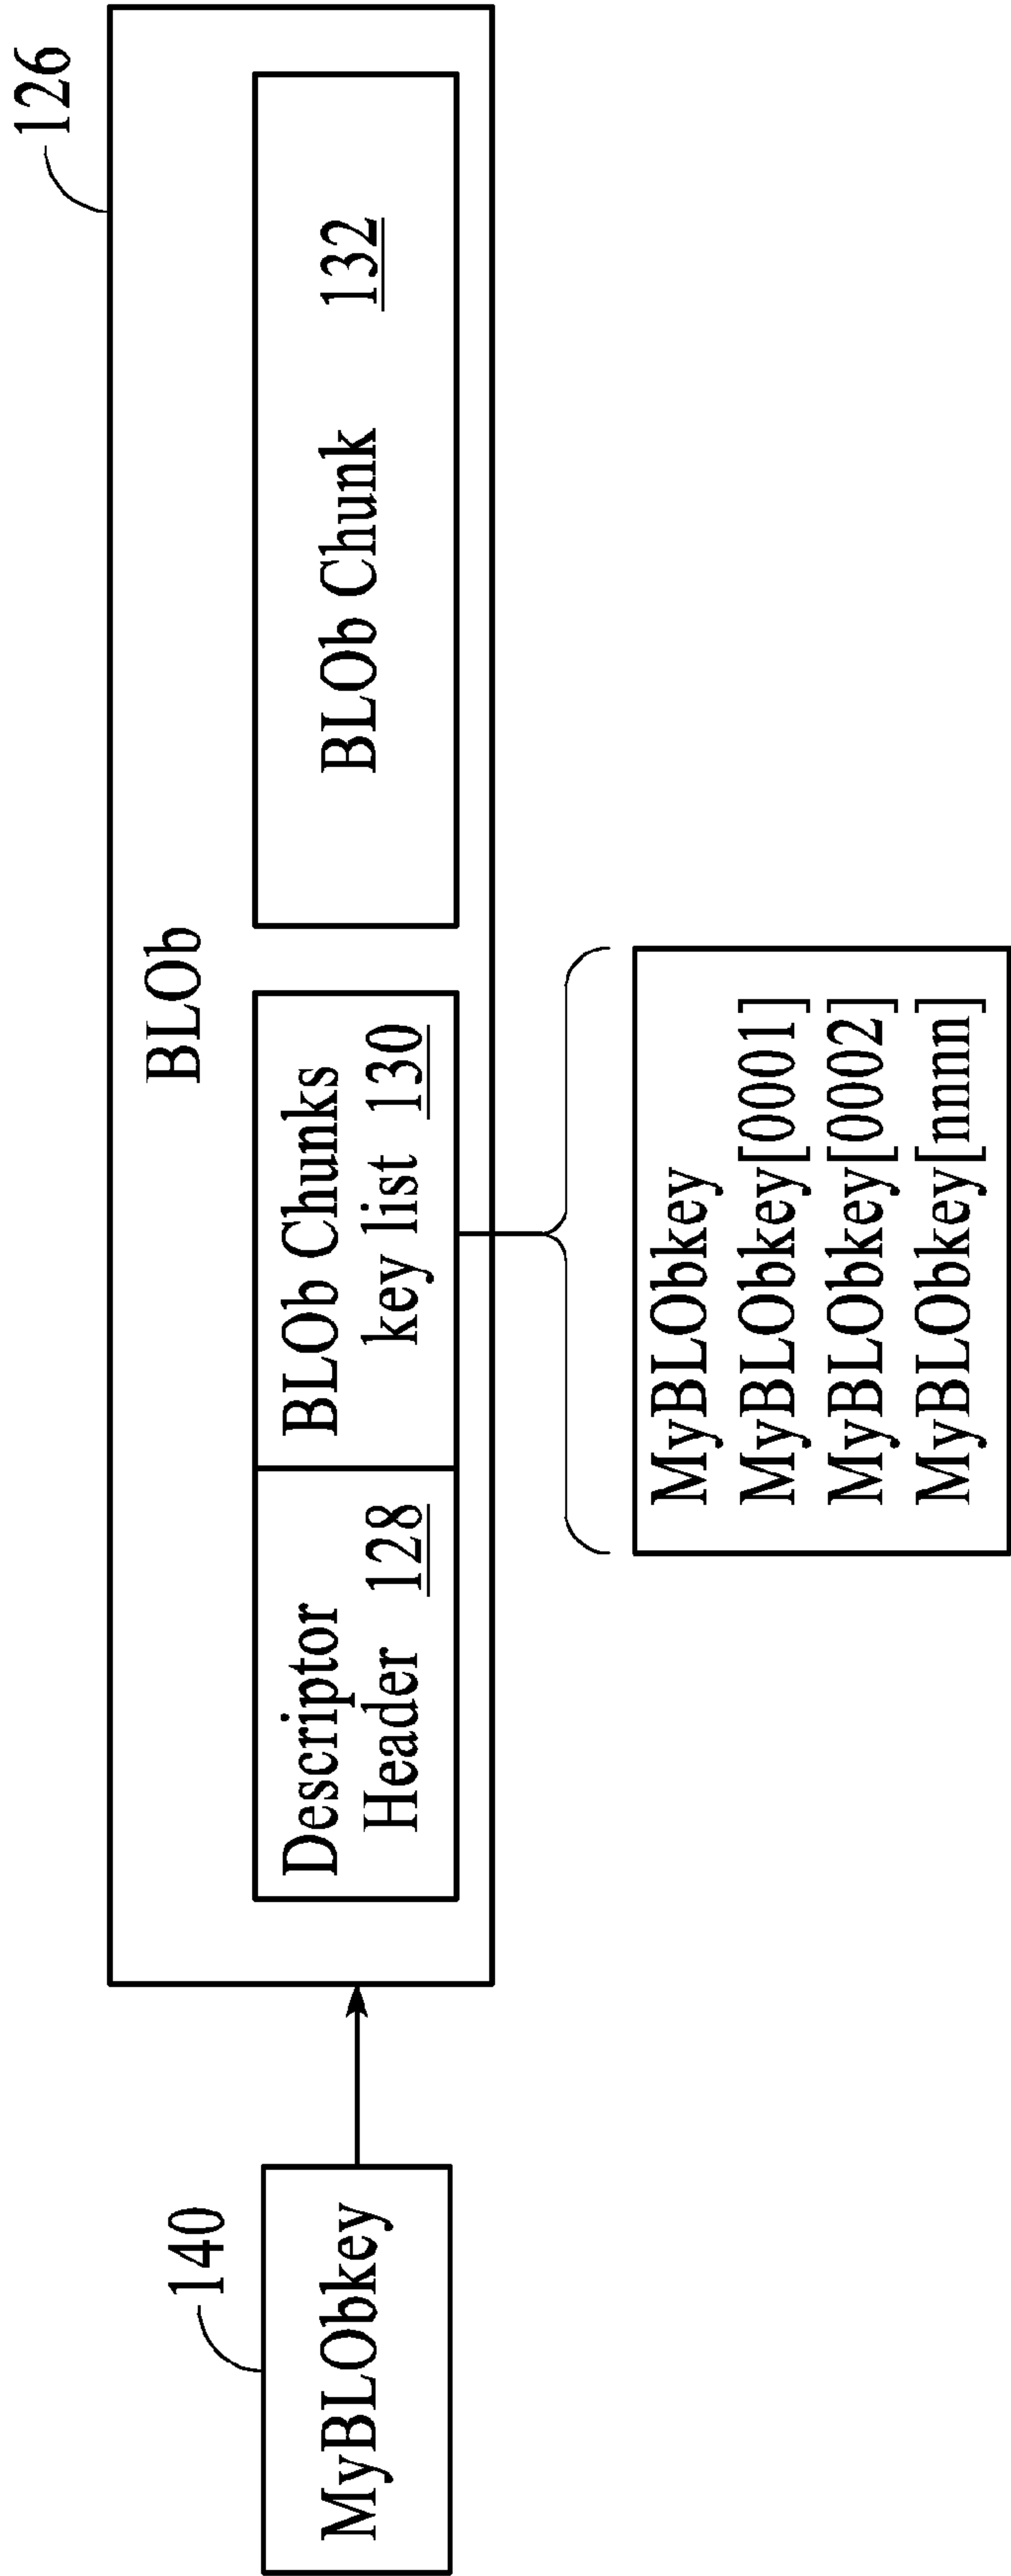 126
BLOb
140
MyBLObkey
Descriptor
Header 128
BLOb Chunks
key list 130
BLOb Chunk 132
MyBLObkey
MyBLObkey[0001]
MyBLObkey[0002]
MyBLObkey[nnnn]